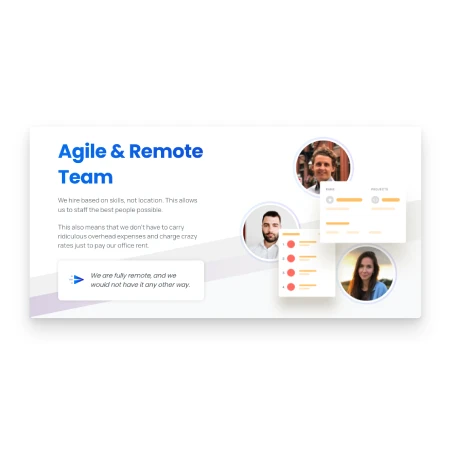 Agile & Remote
Team
We hire based on skills, not location. This allows
us to staff the best people possible.
This also means that we don't have to carry
ridiculous overhead expenses and charge crazy
rates just to pay our office rent.
We are fully remote, and we
would not have it any other way.
PROJECTS